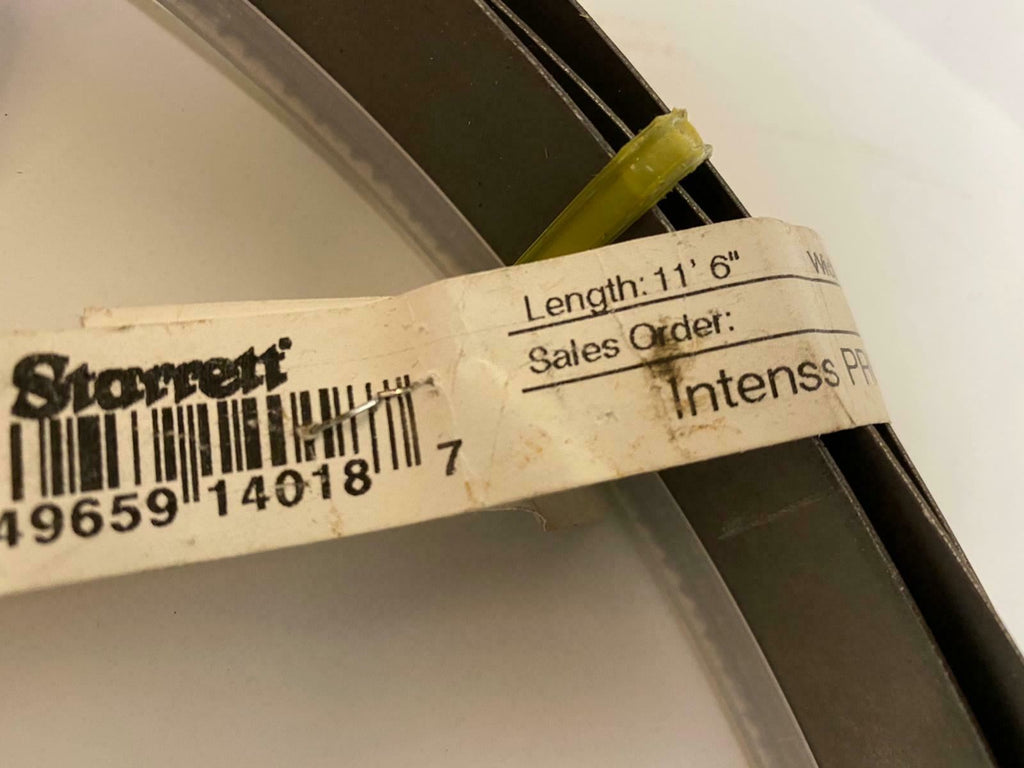 Starrett
49659 14018 7
Length: 11' 6"
Sales Order:
Intenss